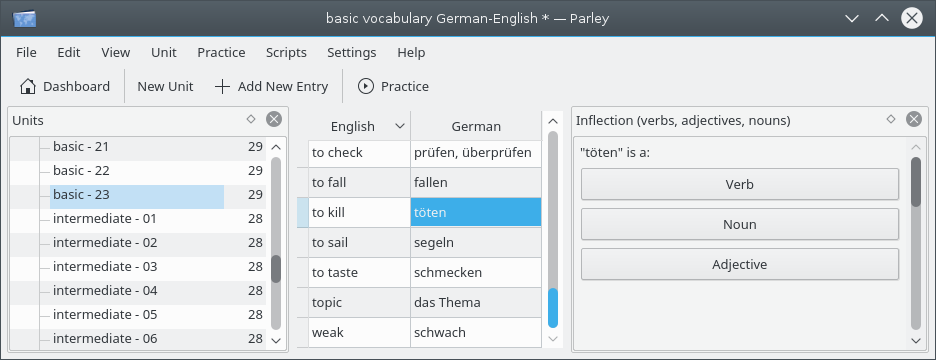 basic vocabulary German-English * — Parley
File Edit View Unit Practice Scripts Settings Help
Dashboard New Unit Add New Entry Practice
Units
basic - 21 29
basic - 22 29
basic - 23 29
intermediate - 01 28
intermediate - 02 28
intermediate - 03 28
intermediate - 04 28
intermediate - 05 28
intermediate - 06 28
English German
to check prüfen, überprüfen
to fall fallen
to kill töten
to sail segeln
to taste schmecken
topic das Thema
weak schwach
Inflection (verbs, adjectives, nouns)
"töten" is a:
Verb
Noun
Adjective